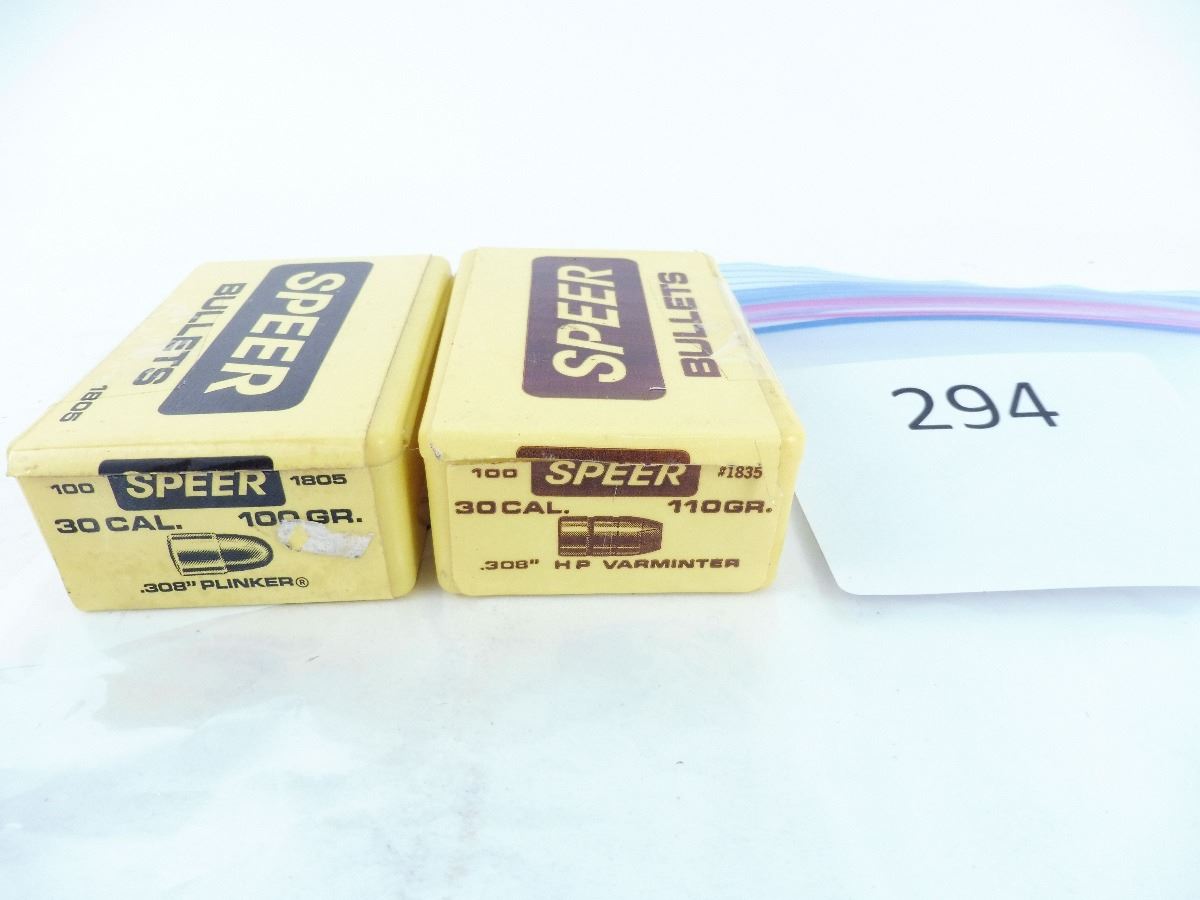 SPEER
BULLETS
1805
100 SPEER 1805
30 CAL. 100 GR.
.308" PLINKER®
SPEER
BULLETS
100 SPEER #1835
30 CAL. 110 GR.
.308" HP VARMINTER
294